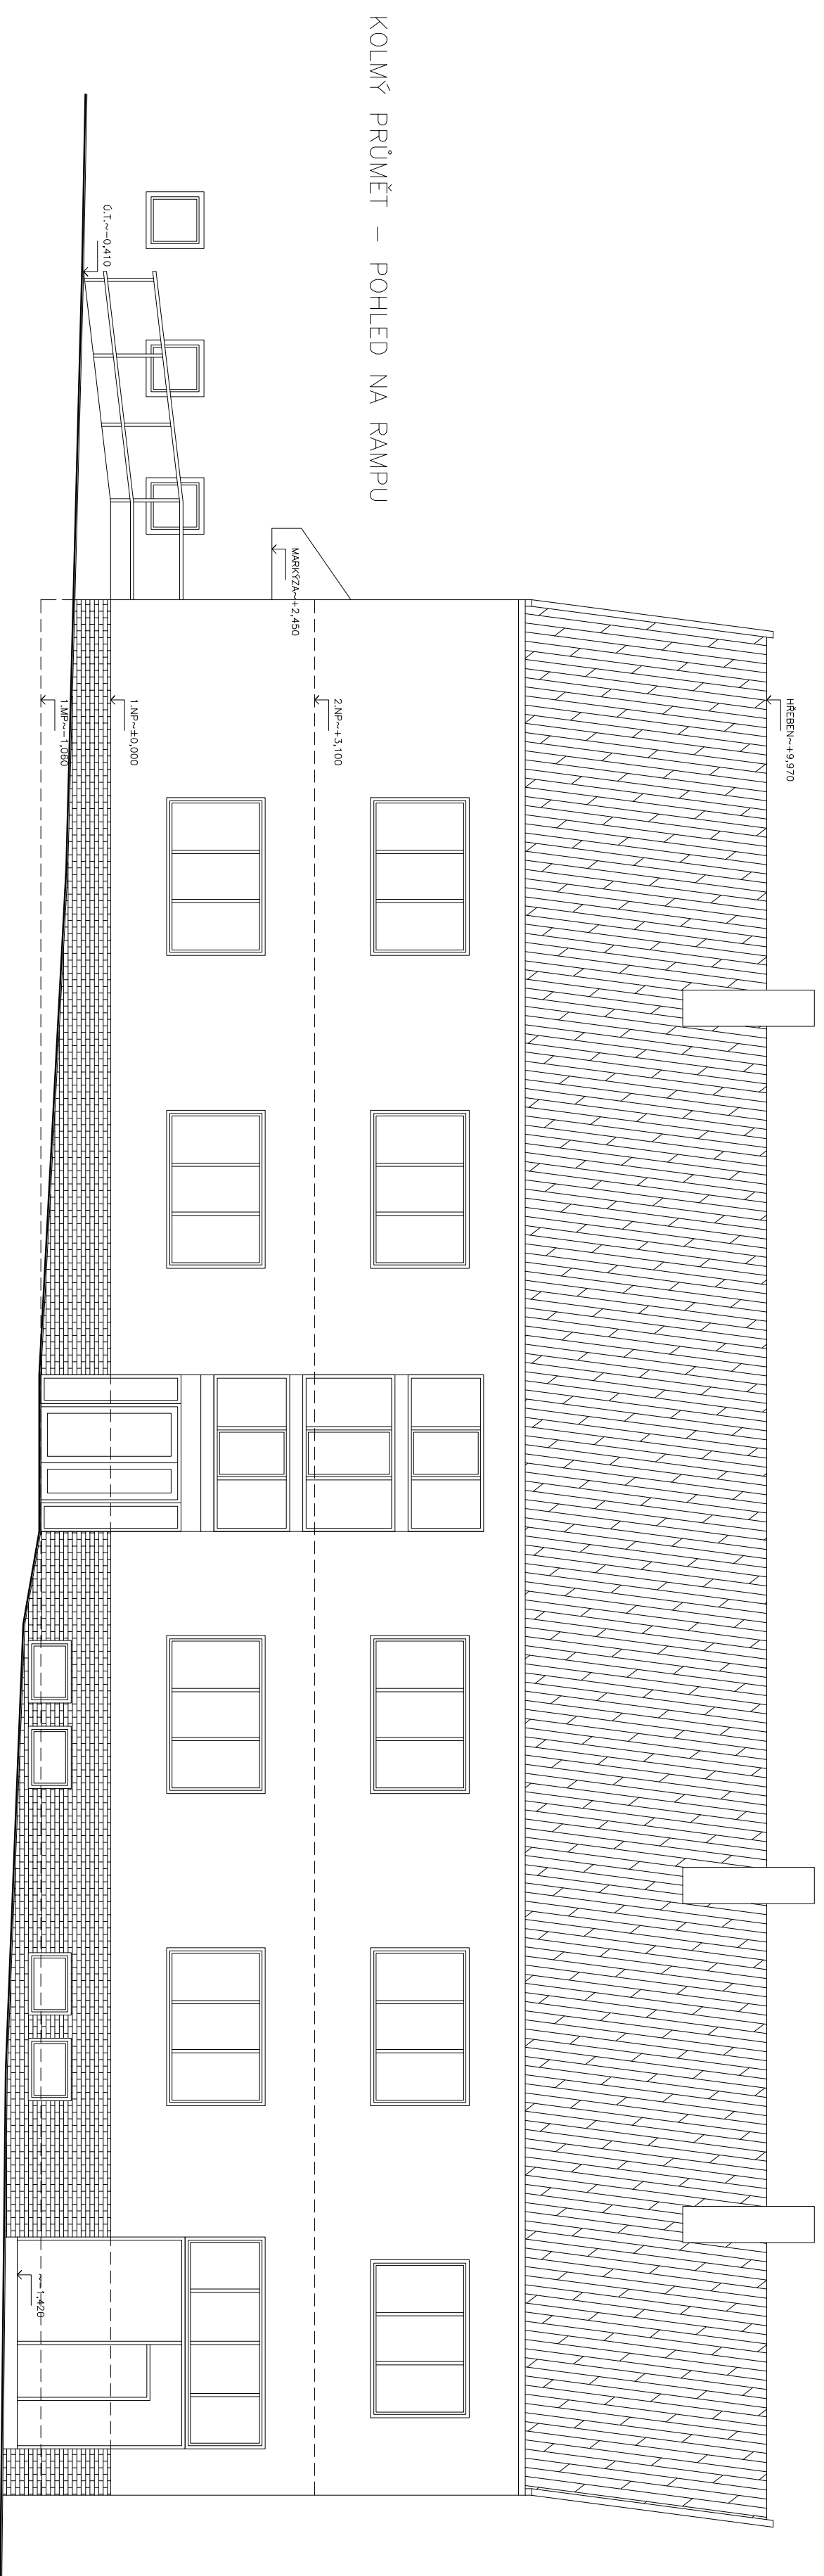 KOLMÝ PRŮMĚT – POHLED NA RAMPU
HŘEBEN~+9,970
2.NP~+3,100
MARKÝZA~+2,450
1.NP~±0,000
1.MP~−1,060
Ú.T.~−0,410
~−1,420